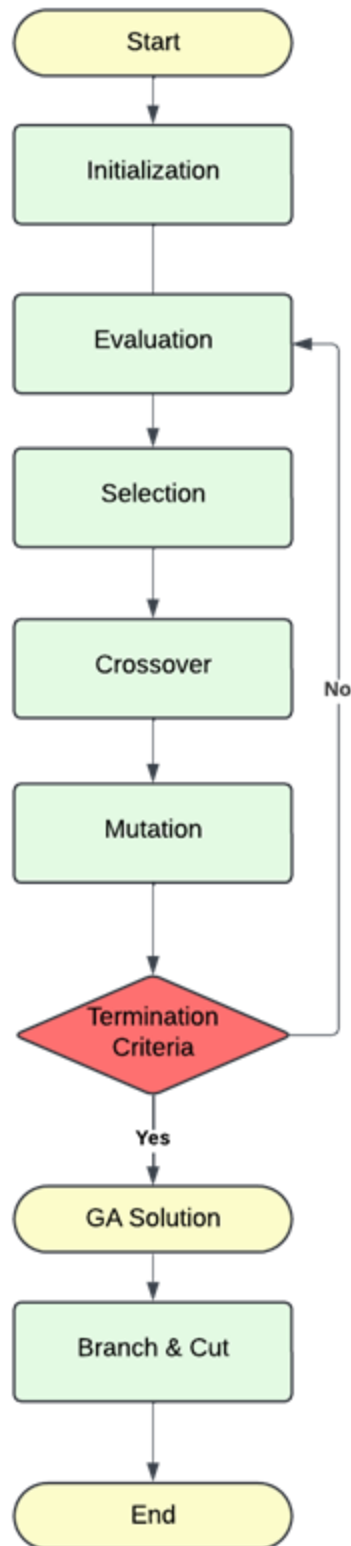 Start
Initialization
Evaluation
Selection
Crossover
No
Mutation
Termination
Criteria
Yes
GA Solution
Branch & Cut
End